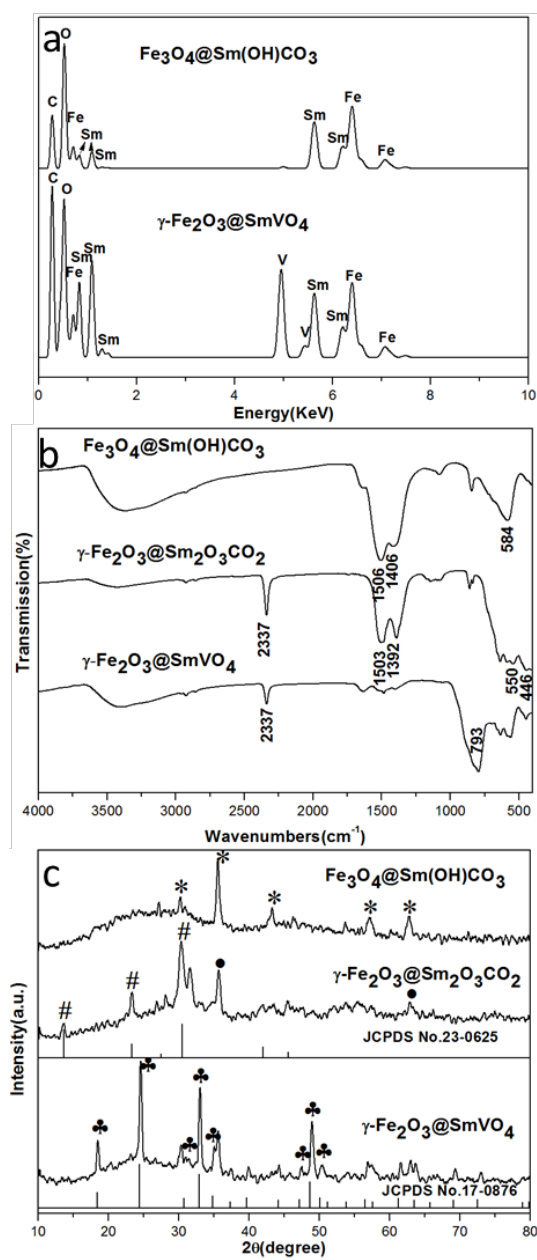 a
Fe3O4@Sm(OH)CO3
O
C
Fe
Sm
Sm
Sm
Fe
Sm
Fe
γ-Fe2O3@SmVO4
C
O
Sm
Fe
Sm
Sm
V
V
Sm
Sm
Fe
Fe
0 2 4 6 8 10
Energy(KeV)
b
Fe3O4@Sm(OH)CO3
1506
1406
584
γ-Fe2O3@Sm2O3CO2
2337
1503
1392
550
446
γ-Fe2O3@SmVO4
2337
793
Transmission(%)
4000 3500 3000 2500 2000 1500 1000 500
Wavenumbers(cm-1)
c
Fe3O4@Sm(OH)CO3
* * * * *
γ-Fe2O3@Sm2O3CO2
# # # ● ●
JCPDS No.23-0625
γ-Fe2O3@SmVO4
♣ ♣ ♣ ♣ ♣ ♣ ♣ ♣
JCPDS No.17-0876
Intensity(a.u.)
10 20 30 40 50 60 70 80
2θ(degree)